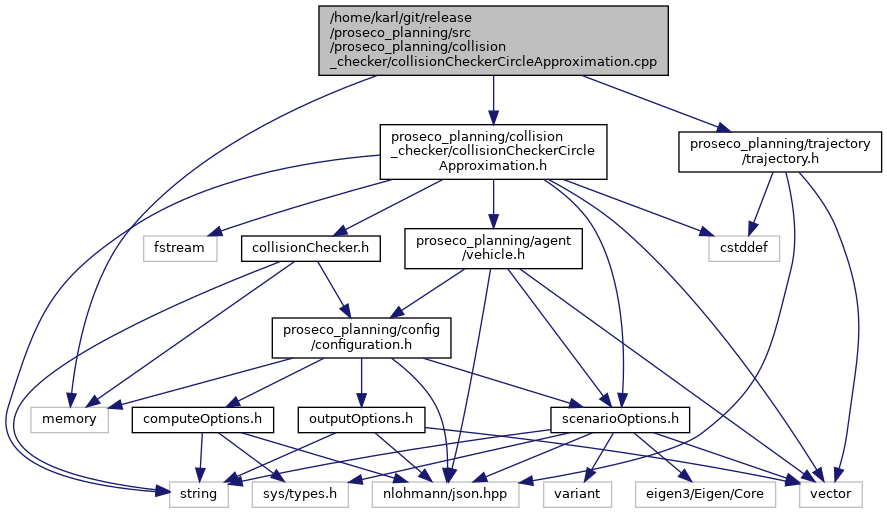 /home/karl/git/release
/proseco_planning/src
/proseco_planning/collision
_checker/collisionCheckerCircleApproximation.cpp
proseco_planning/collision
_checker/collisionCheckerCircle
Approximation.h
proseco_planning/trajectory
/trajectory.h
fstream
collisionChecker.h
proseco_planning/agent
/vehicle.h
cstddef
proseco_planning/config
/configuration.h
memory
computeOptions.h
outputOptions.h
scenarioOptions.h
string
sys/types.h
nlohmann/json.hpp
variant
eigen3/Eigen/Core
vector